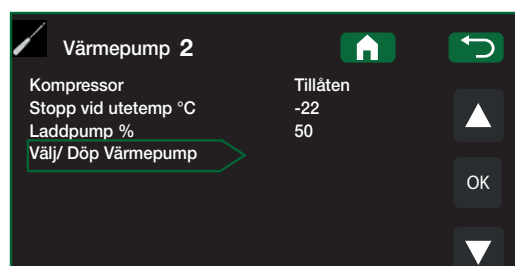 Värmepump 2
Kompressor Tillåten
Stopp vid utetemp °C -22
Laddpump % 50
Välj/ Döp Värmepump
OK